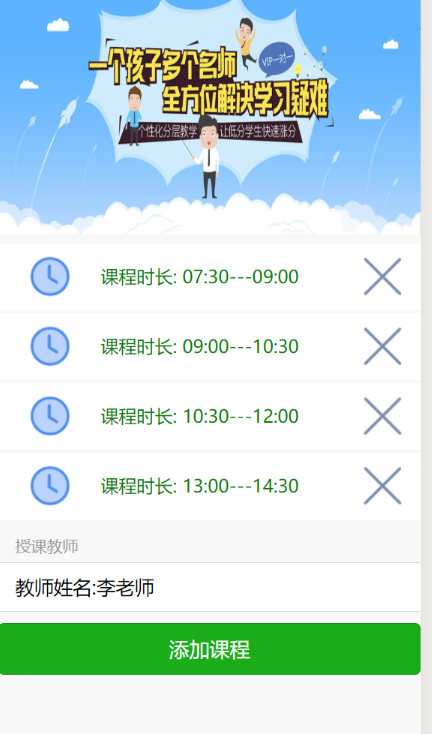 一个孩子多个名师
VIP一对一
全方位解决学习疑难
个性化分层教学
让低分学生快速涨分
课程时长: 07:30---09:00
课程时长: 09:00---10:30
课程时长: 10:30---12:00
课程时长: 13:00---14:30
授课教师
教师姓名:李老师
添加课程